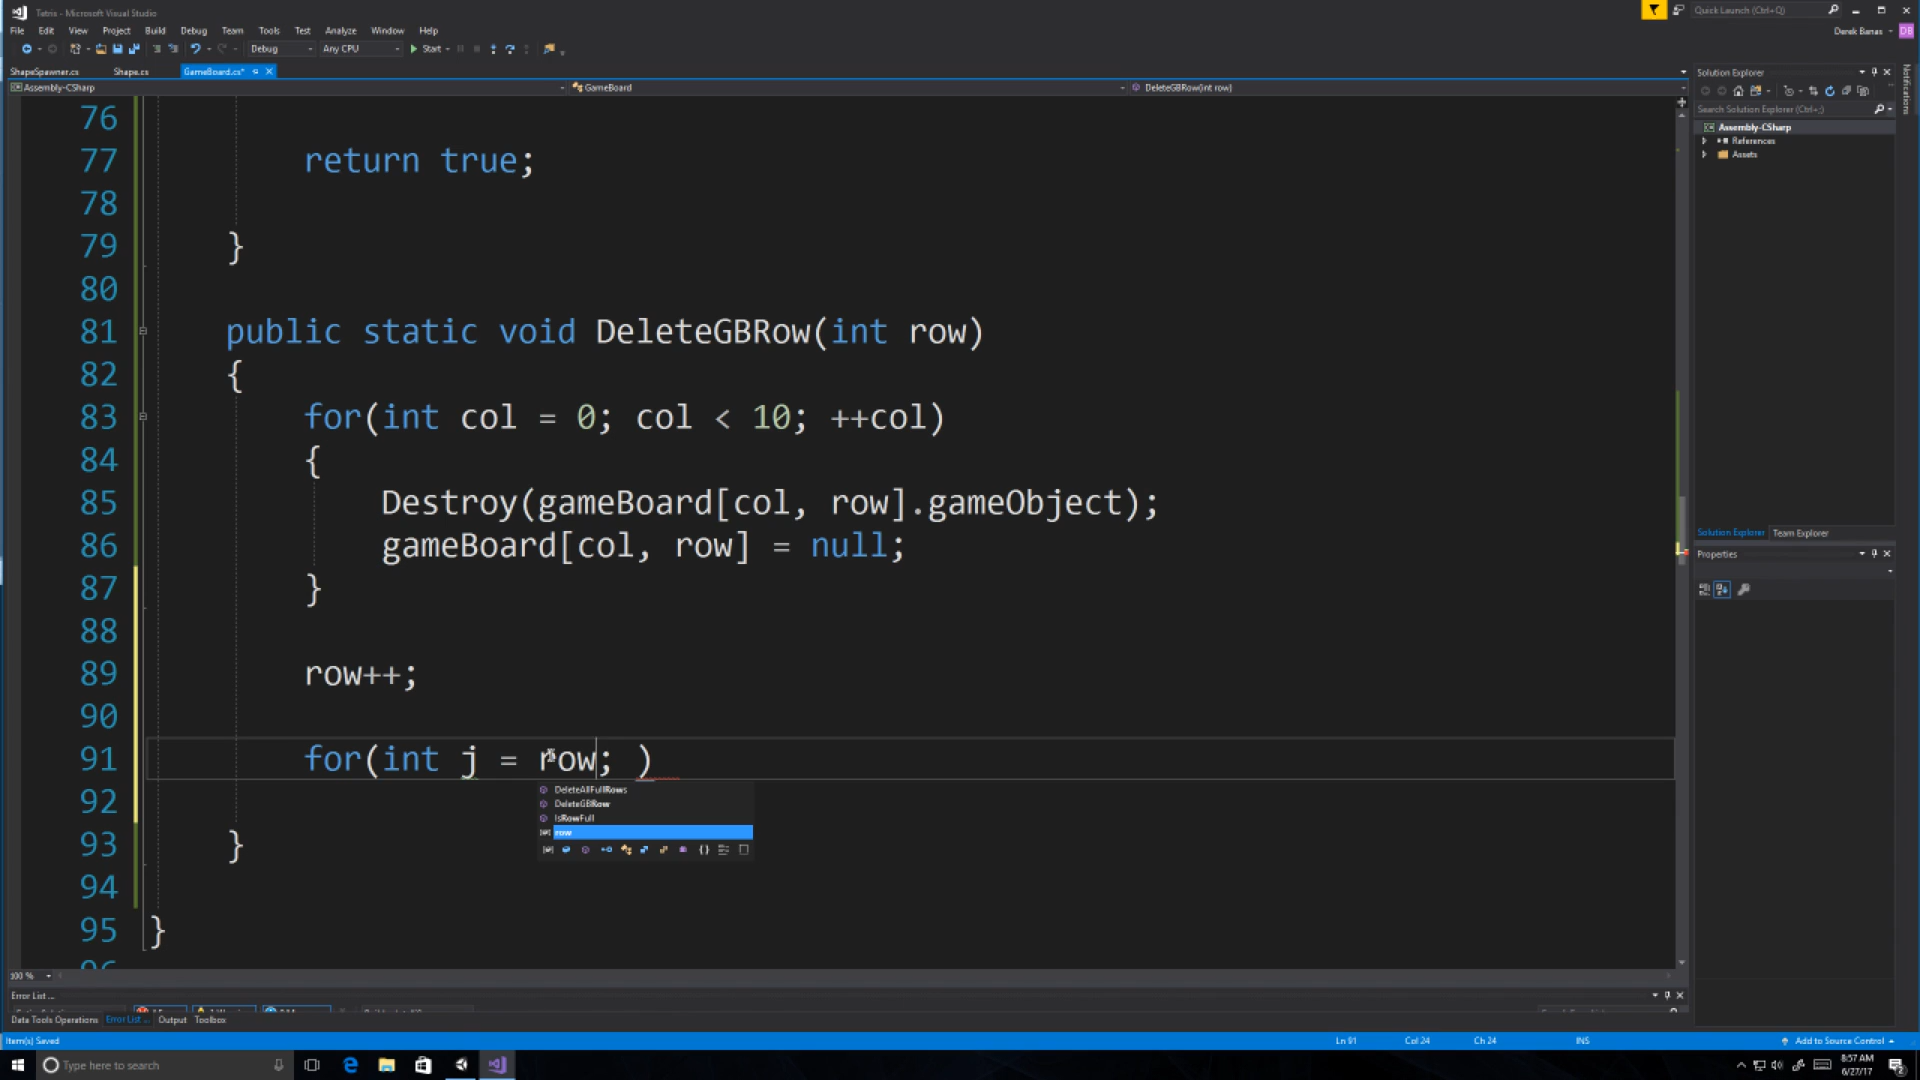 Tetris - Microsoft Visual Studio
Quick Launch (Ctrl+Q)
File Edit View Project Build Debug Team Tools Test Analyze Window Help
Derek Banas DB
Debug Any CPU Start
ShapeSpawner.cs Shape.cs GameBoard.cs*
Assembly-CSharp GameBoard DeleteGBRow(int row)
Notifications
76
77 return true;
78
79 }
80
81 public static void DeleteGBRow(int row)
82 {
83 for(int col = 0; col < 10; ++col)
84 {
85 Destroy(gameBoard[col, row].gameObject);
86 gameBoard[col, row] = null;
87 }
88
89 row++;
90
91 for(int j = row; )
92
DeleteAllFullRows
DeleteGBRow
IsRowFull
row
93 }
94
95 }
96
Solution Explorer
Search Solution Explorer (Ctrl+;)
Assembly-CSharp
References
Assets
Solution Explorer Team Explorer
Properties
100 %
Error List ...
Data Tools Operations Error List ... Output Toolbox
Item(s) Saved Ln 91 Col 24 Ch 24 INS Add to Source Control
Type here to search
8:57 AM
6/27/17